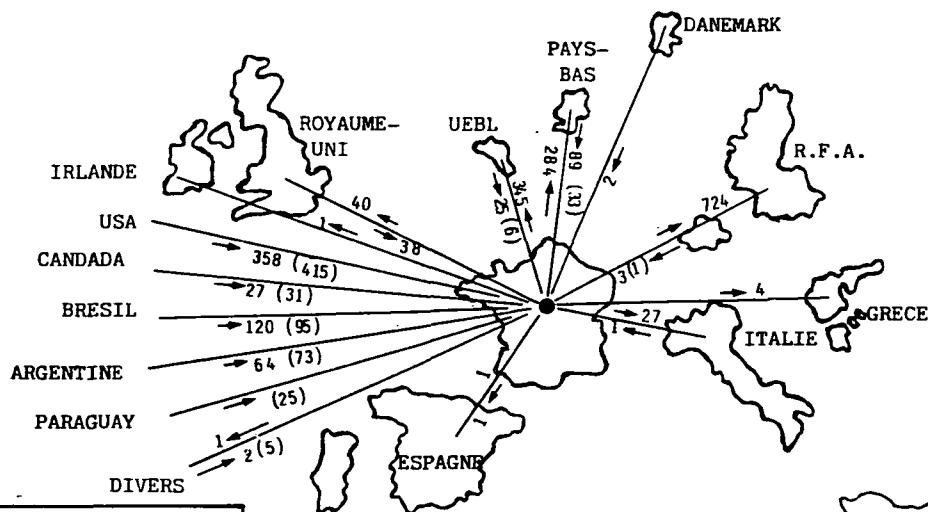 DANEMARK
PAYS-
BAS
ROYAUME-
UNI
UEBL
R.F.A.
IRLANDE
USA
CANDADA
BRESIL
ARGENTINE
PARAGUAY
DIVERS
ESPAGNE
ITALIE
GRECE
40
38
1
358 (415)
27 (31)
120 (95)
64 (73)
(25)
1
2 (5)
345
25 (6)
284
89 (33)
2
724
3(1)
4
27
1
1
1